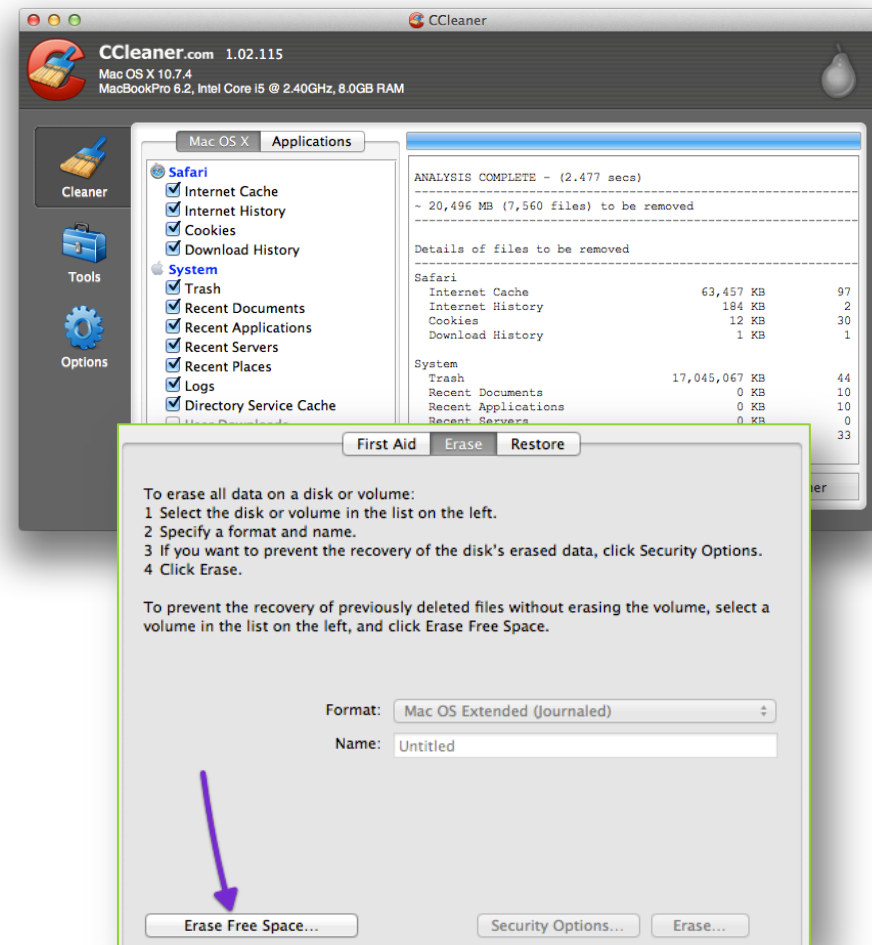 CCleaner
CCleaner.com 1.02.115
Mac OS X 10.7.4
MacBookPro 6.2, Intel Core i5 @ 2.40GHz, 8.0GB RAM
Cleaner
Tools
Options
Mac OS X Applications
Safari
Internet Cache
Internet History
Cookies
Download History
System
Trash
Recent Documents
Recent Applications
Recent Servers
Recent Places
Logs
Directory Service Cache
ANALYSIS COMPLETE - (2.477 secs)
~ 20,496 MB (7,560 files) to be removed
Details of files to be removed
Safari
Internet Cache 63,457 KB 97
Internet History 184 KB 2
Cookies 12 KB 30
Download History 1 KB 1
System
Trash 17,045,067 KB 44
Recent Documents 0 KB 10
Recent Applications 0 KB 10
Recent Servers 0 KB 0
33
First Aid Erase Restore
To erase all data on a disk or volume:
1 Select the disk or volume in the list on the left.
2 Specify a format and name.
3 If you want to prevent the recovery of the disk's erased data, click Security Options.
4 Click Erase.
To prevent the recovery of previously deleted files without erasing the volume, select a
volume in the list on the left, and click Erase Free Space.
Format: Mac OS Extended (Journaled)
Name: Untitled
Erase Free Space... Security Options... Erase...